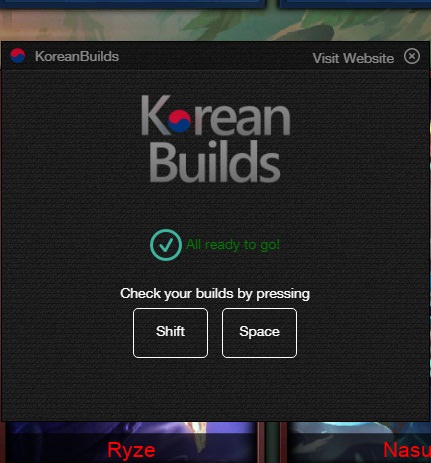 KoreanBuilds
Visit Website
Korean
Builds
All ready to go!
Check your builds by pressing
Shift
Space
Ryze
Nasu